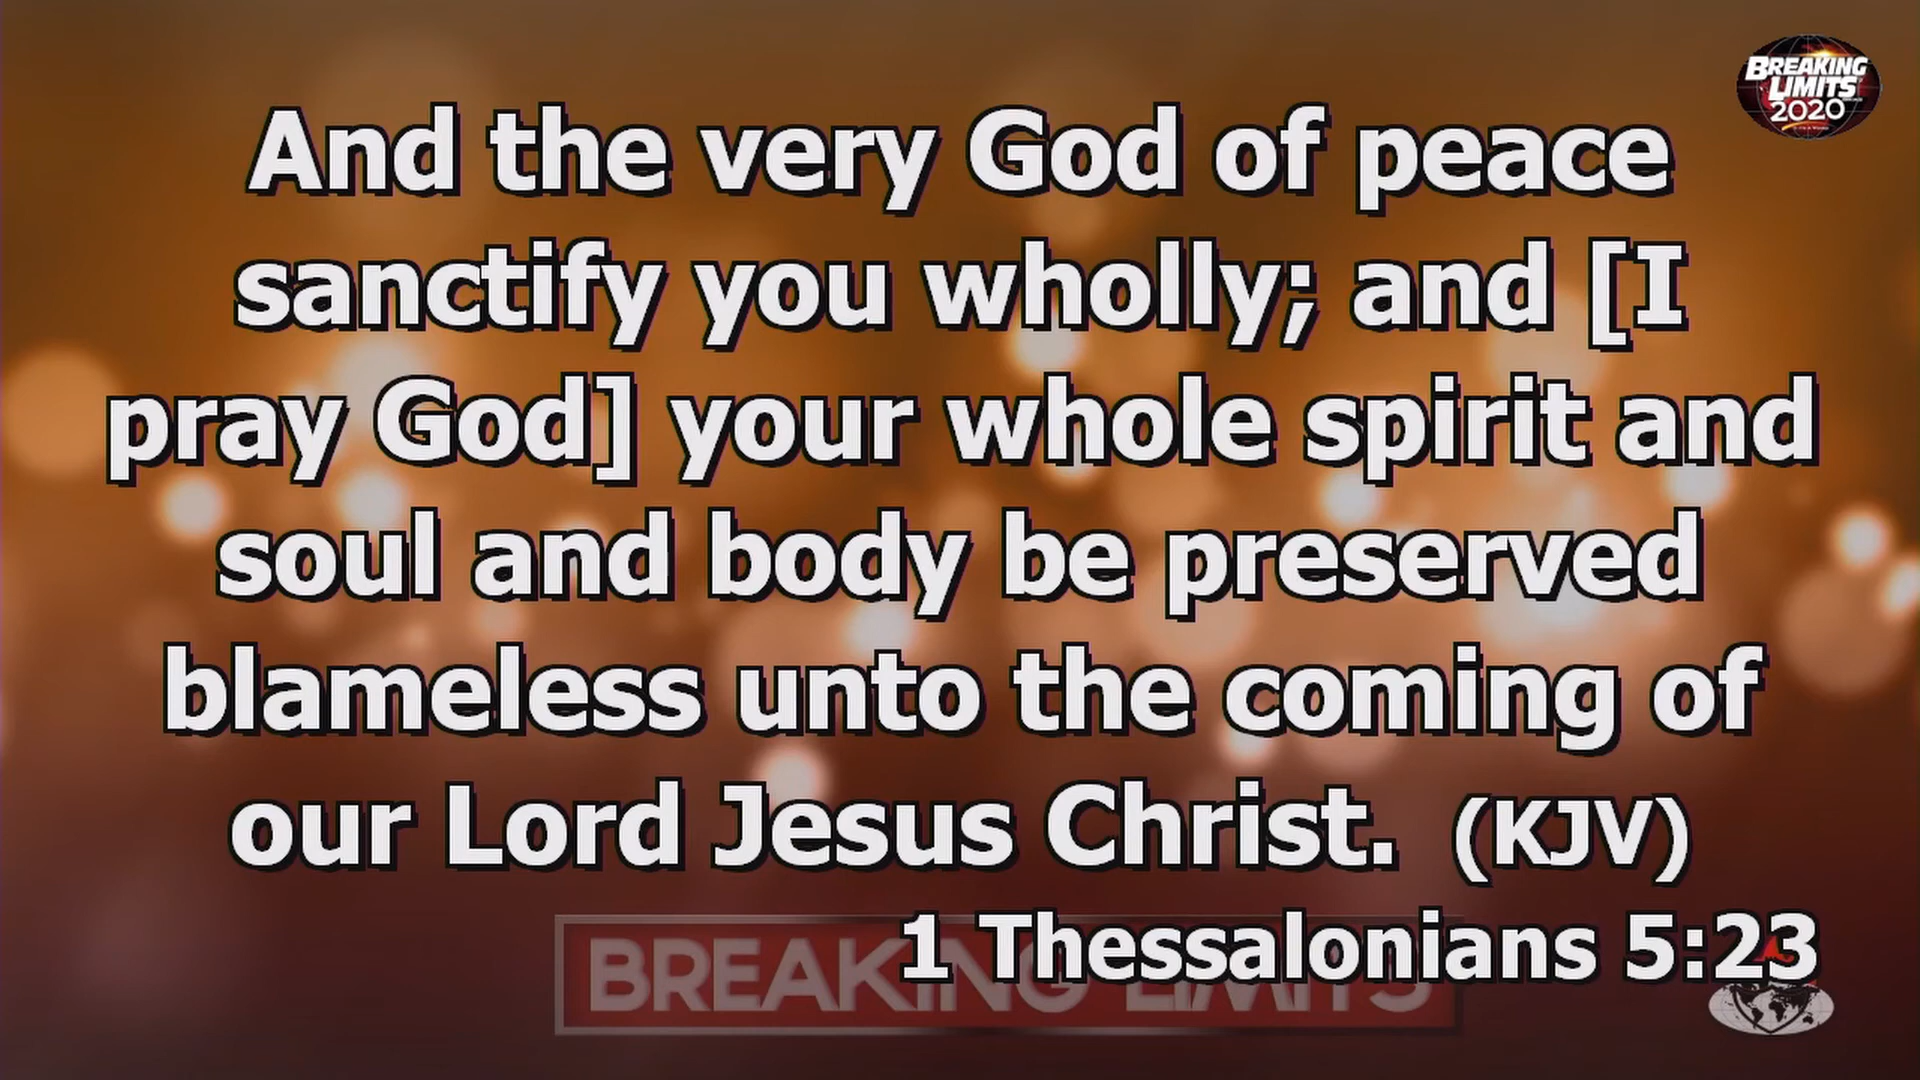 BREAKING
LIMITS
2020
And the very God of peace
sanctify you wholly; and [I
pray God] your whole spirit and
soul and body be preserved
blameless unto the coming of
our Lord Jesus Christ. (KJV)
1 Thessalonians 5:23
BREAKING LIMITS